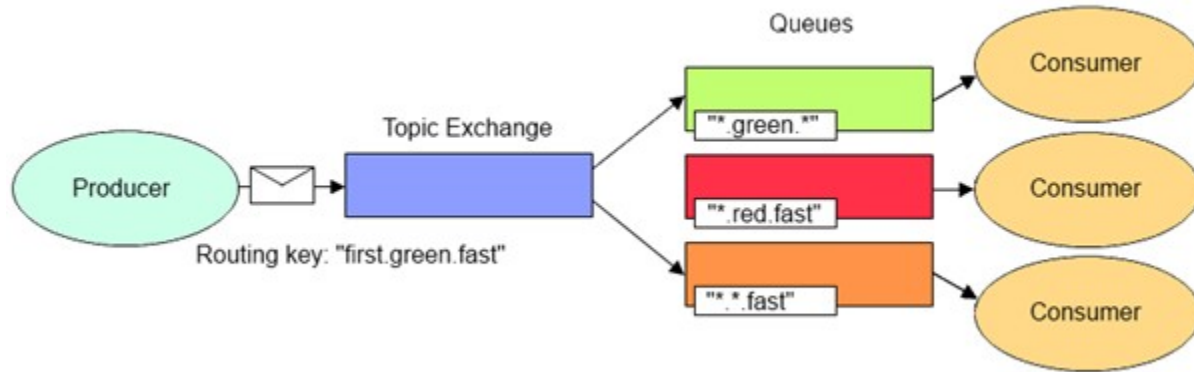 Queues
Consumer
"*.green.*"
Topic Exchange
Producer
"*.red.fast"
Consumer
Routing key: "first.green.fast"
"*.*.fast"
Consumer